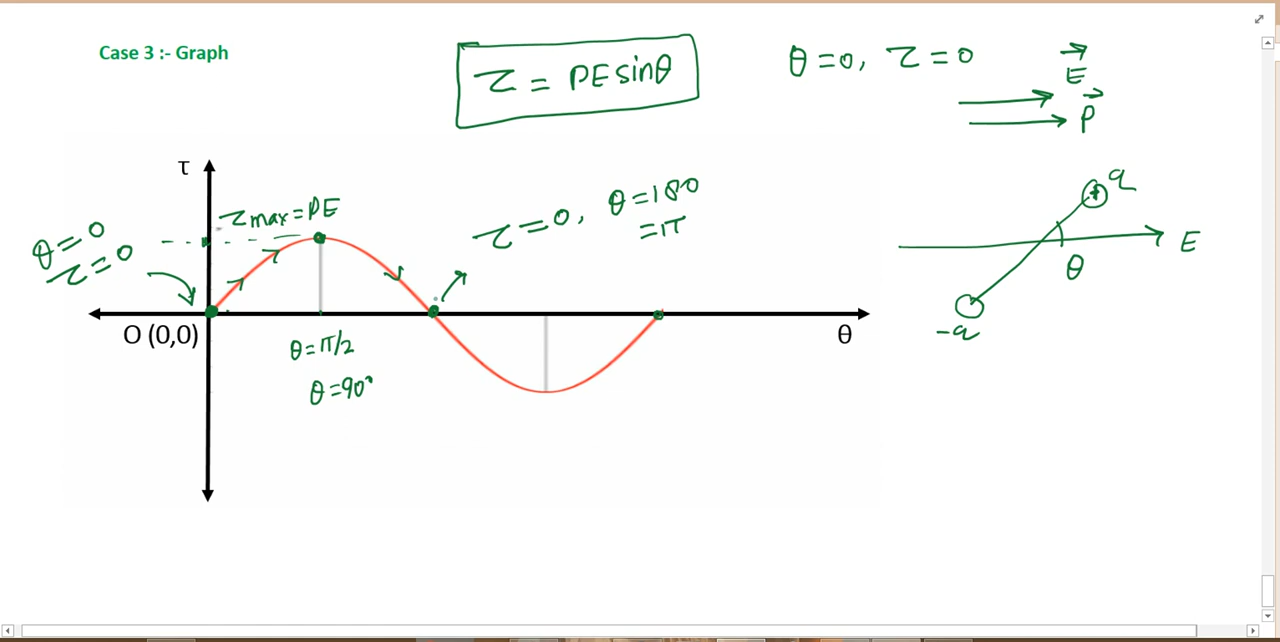 Case 3 :- Graph
τ = PE sinθ
θ = 0, τ = 0
E
P
τ
τmax = PE
θ = 0
τ = 0
τ = 0, θ = 180
= π
q
E
θ
-q
O (0,0)
θ = π/2
θ = 90°
θ